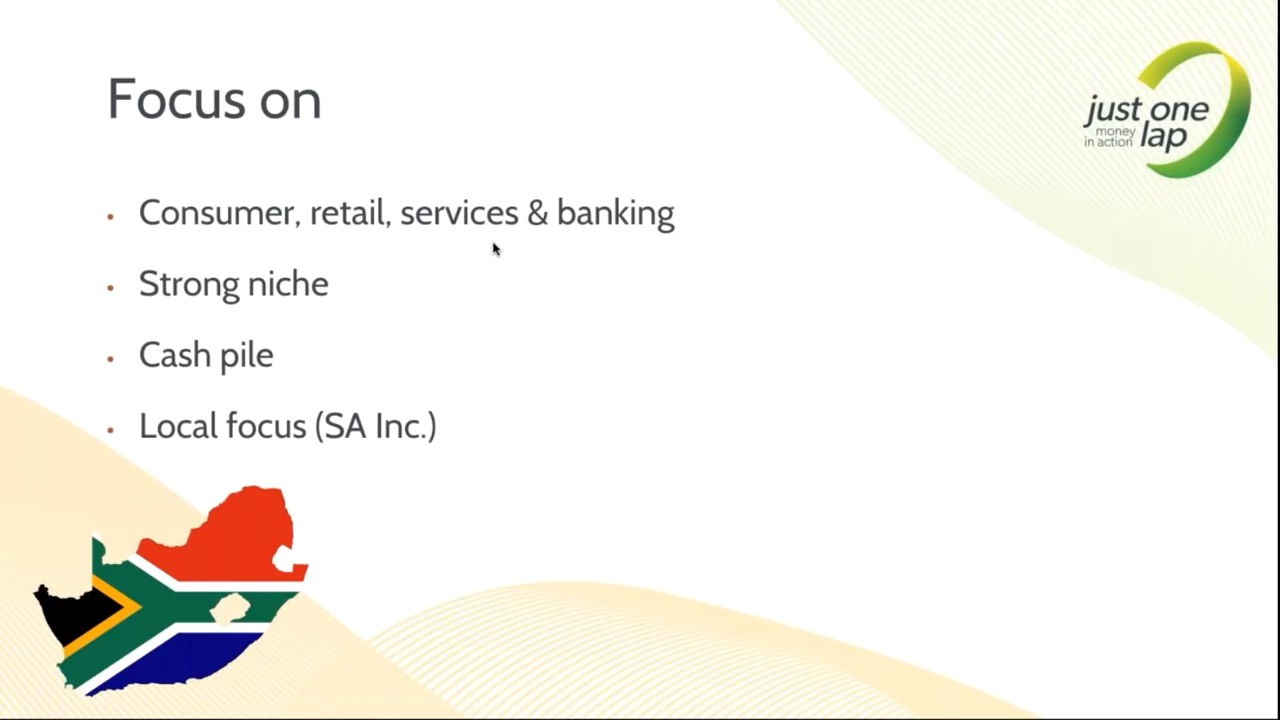 Focus on
just one
money
in action lap
• Consumer, retail, services & banking
• Strong niche
• Cash pile
• Local focus (SA Inc.)